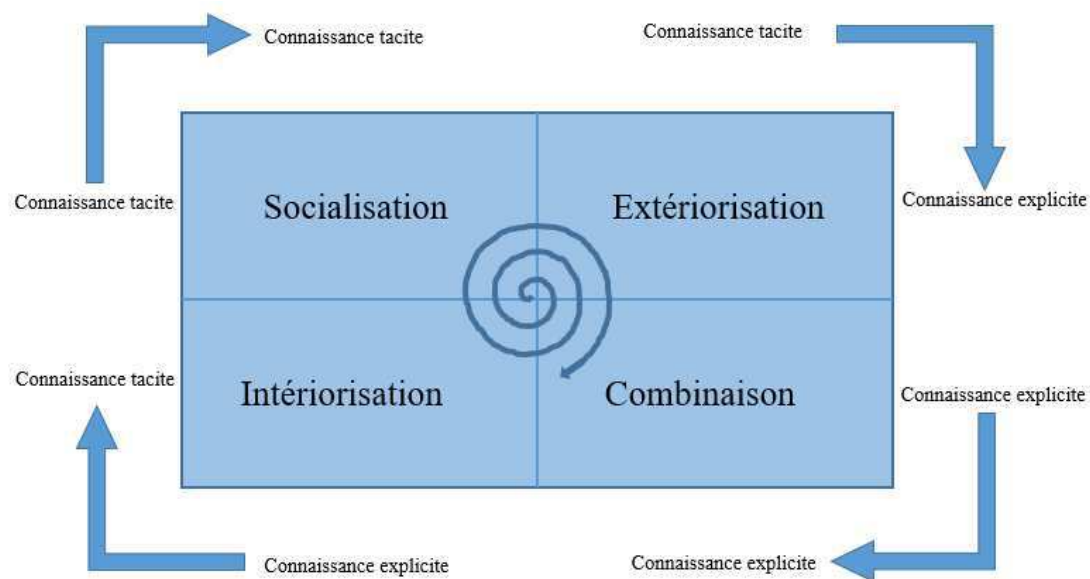 Connaissance tacite
Connaissance tacite
Connaissance tacite
Socialisation
Extériorisation
Connaissance explicite
Connaissance tacite
Intériorisation
Combinaison
Connaissance explicite
Connaissance explicite
Connaissance explicite